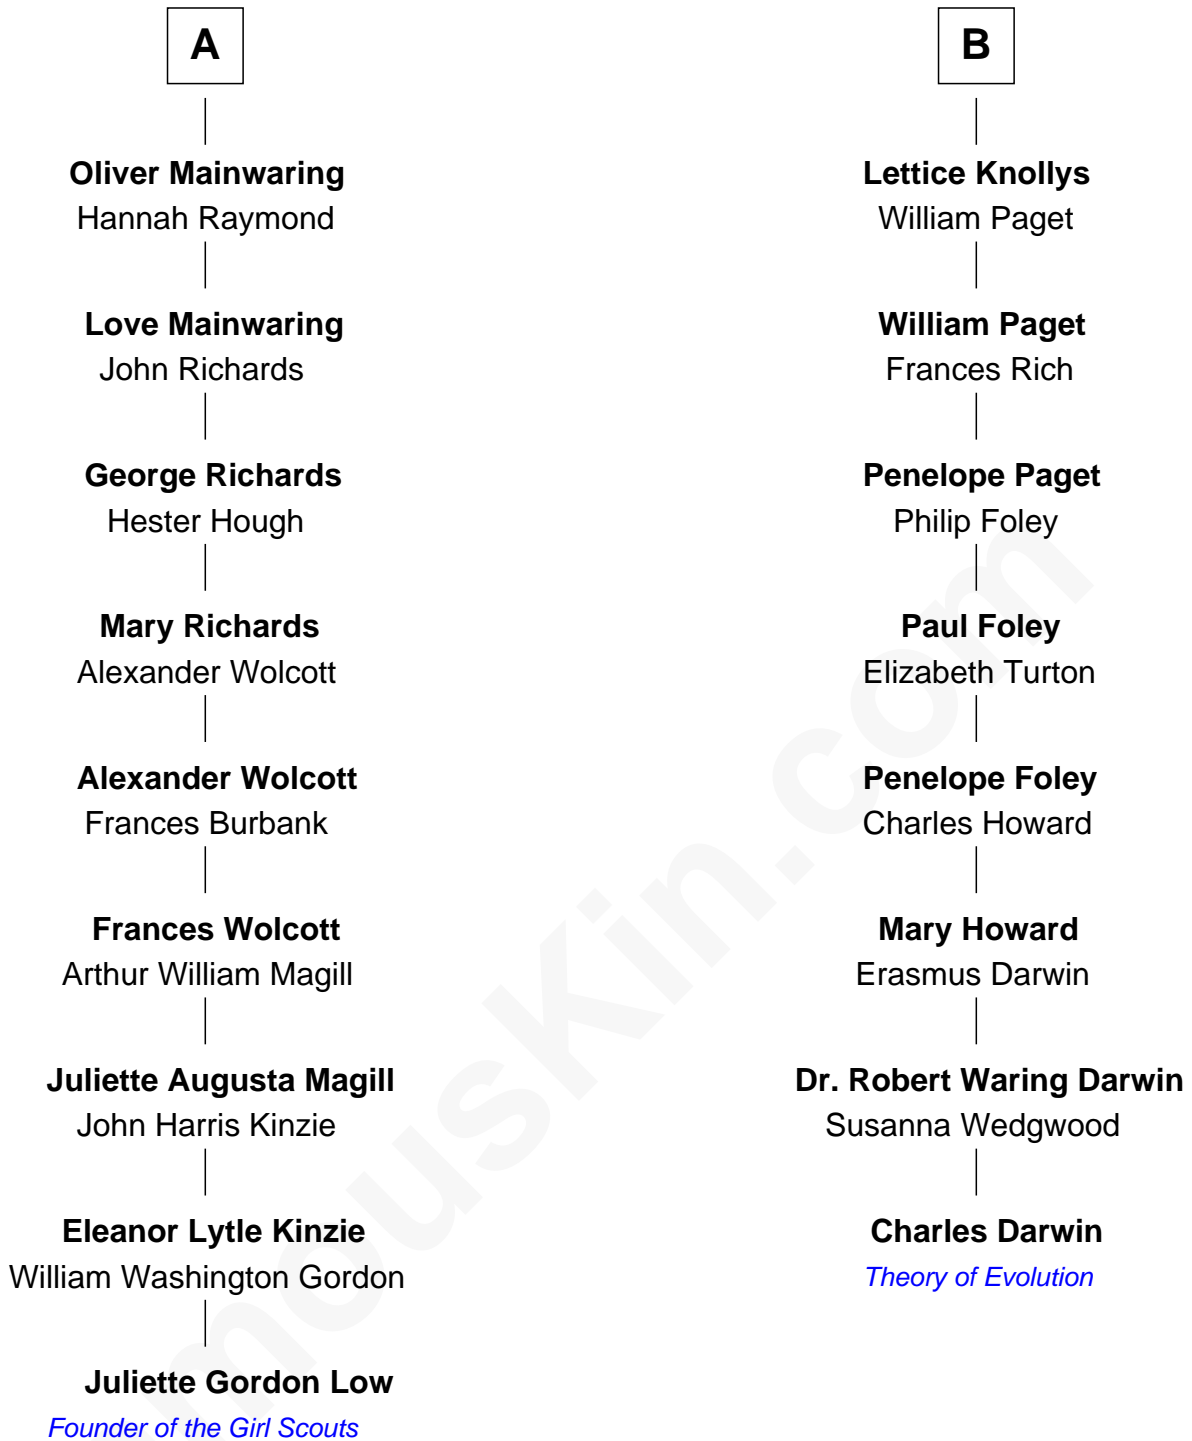 A
Oliver Mainwaring
Hannah Raymond
Love Mainwaring
John Richards
George Richards
Hester Hough
Mary Richards
Alexander Wolcott
Alexander Wolcott
Frances Burbank
Frances Wolcott
Arthur William Magill
Juliette Augusta Magill
John Harris Kinzie
Eleanor Lytle Kinzie
William Washington Gordon
Juliette Gordon Low
Founder of the Girl Scouts
B
Lettice Knollys
William Paget
William Paget
Frances Rich
Penelope Paget
Philip Foley
Paul Foley
Elizabeth Turton
Penelope Foley
Charles Howard
Mary Howard
Erasmus Darwin
Dr. Robert Waring Darwin
Susanna Wedgwood
Charles Darwin
Theory of Evolution
mousKin.com